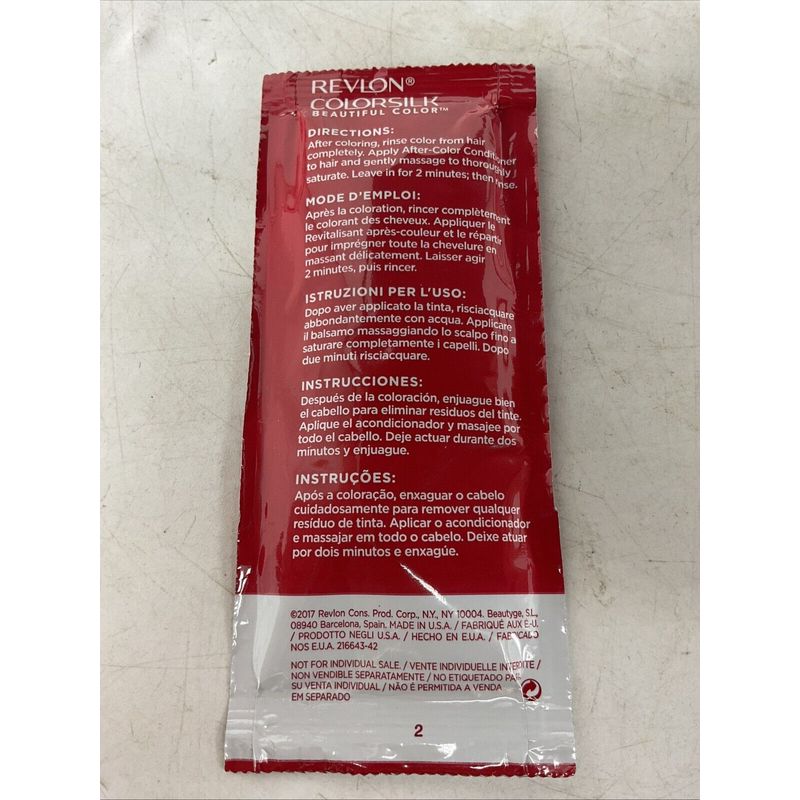 REVLON®
COLORSILK
BEAUTIFUL COLOR™
DIRECTIONS:
After coloring, rinse color from hair
completely. Apply After-Color Conditioner
to hair and gently massage to thoroughly
saturate. Leave in for 2 minutes; then rinse.
MODE D'EMPLOI:
Après la coloration, rincer complètement
le colorant des cheveux. Appliquer le
Revitalisant après-couleur et le répartir
pour imprégner toute la chevelure en
massant délicatement. Laisser agir
2 minutes, puis rincer.
ISTRUZIONI PER L'USO:
Dopo aver applicato la tinta, risciacquare
abbondantemente con acqua. Applicare
il balsamo massaggiando lo scalpo fino a
saturare completamente i capelli. Dopo
due minuti risciacquare.
INSTRUCCIONES:
Después de la coloración, enjuague bien
el cabello para eliminar residuos del tinte.
Aplique el acondicionador y masajee por
todo el cabello. Deje actuar durante dos
minutos y enjuague.
INSTRUÇÕES:
Após a coloração, enxaguar o cabelo
cuidadosamente para remover qualquer
resíduo de tinta. Aplicar o acondicionador
e massajar em todo o cabelo. Deixe atuar
por dois minutos e enxagúe.
©2017 Revlon Cons. Prod. Corp., N.Y., NY 10004. Beautyge, S.L.,
08940 Barcelona, Spain. MADE IN U.S.A. / FABRIQUÉ AUX É-U.
/ PRODOTTO NEGLI U.S.A. / HECHO EN E.U.A. / FABRICADO
NOS E.U.A. 216643-42
NOT FOR INDIVIDUAL SALE. / VENTE INDIVIDUELLE INTERDITE /
NON VENDIBLE SEPARATAMENTE / NO ETIQUETADO PARA
SU VENTA INDIVIDUAL / NÃO É PERMITIDA A VENDA
EM SEPARADO
2